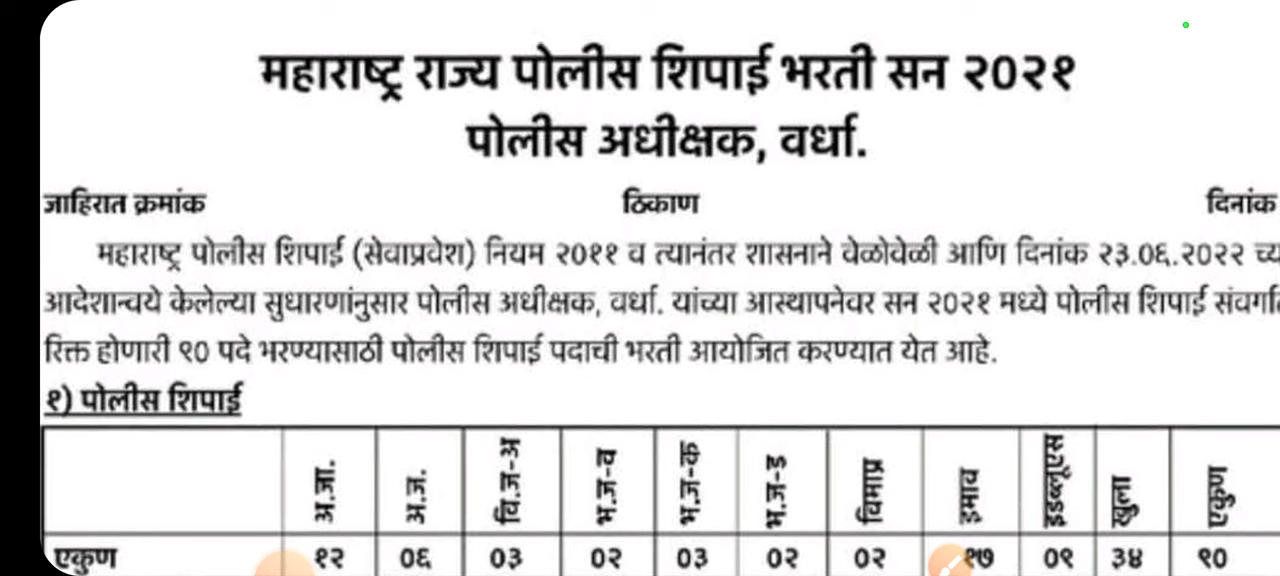 महाराष्ट्र राज्य पोलीस शिपाई भरती सन २०२१
पोलीस अधीक्षक, वर्धा.
जाहिरात क्रमांक ठिकाण दिनांक
महाराष्ट्र पोलीस शिपाई (सेवाप्रवेश) नियम २०११ व त्यानंतर शासनाने वेळोवेळी आणि दिनांक २३.०६.२०२२ च्य
आदेशान्वये केलेल्या सुधारणांनुसार पोलीस अधीक्षक, वर्धा. यांच्या आस्थापनेवर सन २०२१ मध्ये पोलीस शिपाई संवर्गा
रिक्त होणारी ९० पदे भरण्यासाठी पोलीस शिपाई पदाची भरती आयोजित करण्यात येत आहे.
१) पोलीस शिपाई
अ.जा. अ.ज. वि.ज-अ भ.ज-व भ.ज-क भ.ज-ड विमाप्र इमाव इडब्लूएस खुला एकुण
एकुण १२ ०६ ०३ ०२ ०३ ०२ ०२ १७ ०९ ३४ ९०